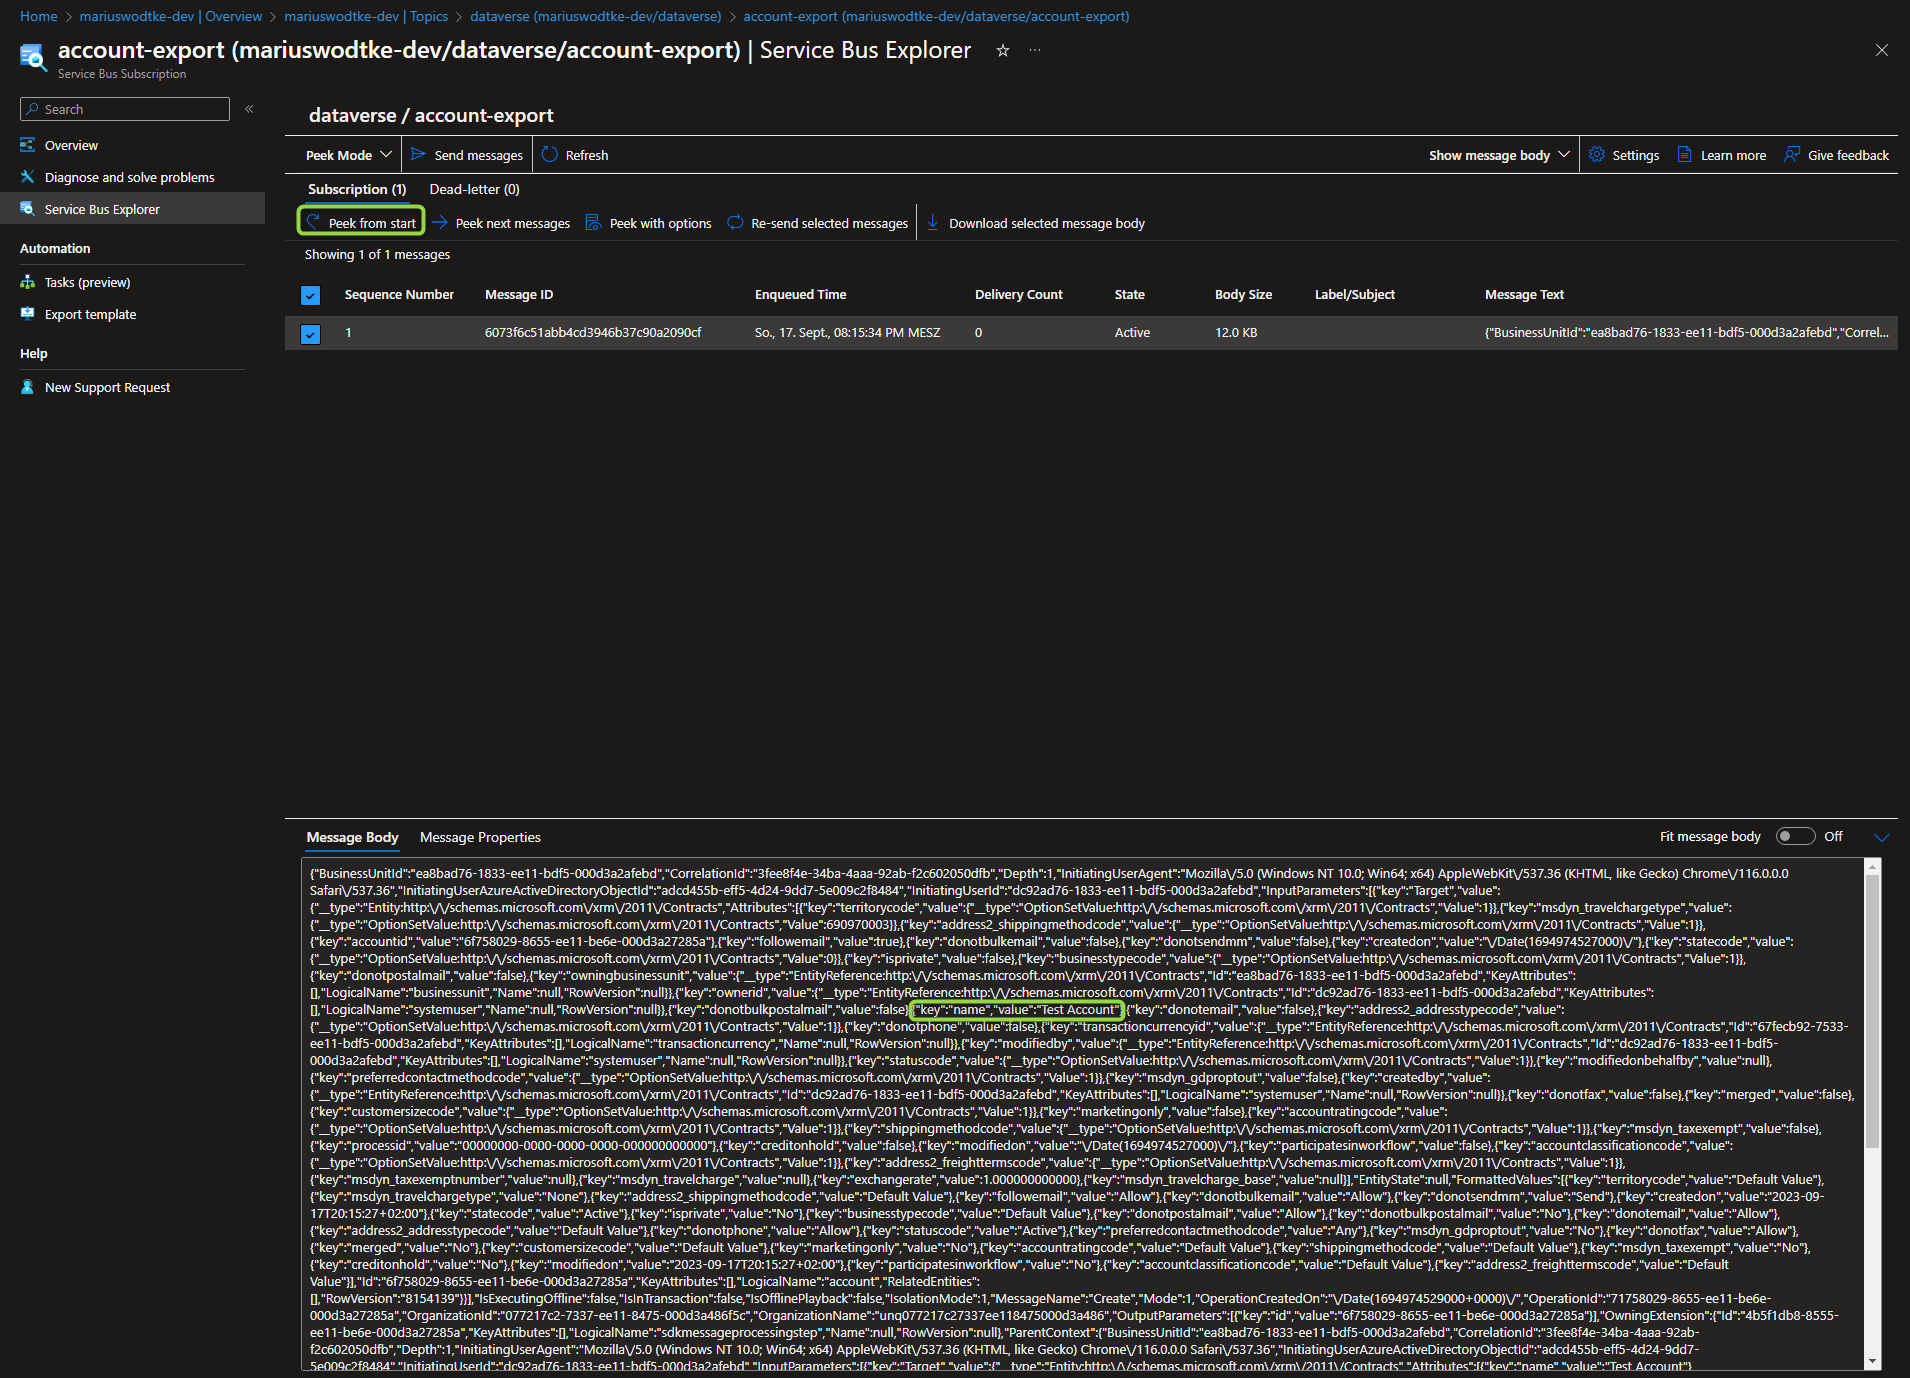 Home > mariuswodtke-dev | Overview > mariuswodtke-dev | Topics > dataverse (mariuswodtke-dev/dataverse) > account-export (mariuswodtke-dev/dataverse/account-export)
account-export (mariuswodtke-dev/dataverse/account-export) | Service Bus Explorer
Service Bus Subscription
Search
Overview
Diagnose and solve problems
Service Bus Explorer
Automation
Tasks (preview)
Export template
Help
New Support Request
dataverse / account-export
Peek Mode Send messages Refresh Show message body Settings Learn more Give feedback
Subscription (1) Dead-letter (0)
Peek from start Peek next messages Peek with options Re-send selected messages Download selected message body
Showing 1 of 1 messages
Sequence Number Message ID Enqueued Time Delivery Count State Body Size Label/Subject Message Text
1 6073f6c51abb4cd3946b37c90a2090cf So., 17. Sept., 08:15:34 PM MESZ 0 Active 12.0 KB {"BusinessUnitId":"ea8bad76-1833-ee11-bdf5-000d3a2afebd","Correl...
Message Body Message Properties Fit message body Off
{"BusinessUnitId":"ea8bad76-1833-ee11-bdf5-000d3a2afebd","CorrelationId":"3fee8f4e-34ba-4aaa-92ab-f2c602050dfb","Depth":1,"InitiatingUserAgent":"Mozilla\/5.0 (Windows NT 10.0; Win64; x64) AppleWebKit\/537.36 (KHTML, like Gecko) Chrome\/116.0.0.0
Safari\/537.36","InitiatingUserAzureActiveDirectoryObjectId":"adcd455b-eff5-4d24-9dd7-5e009c2f8484","InitiatingUserId":"dc92ad76-1833-ee11-bdf5-000d3a2afebd","InputParameters":[{"key":"Target","value":
{"__type":"Entity:http:\/\/schemas.microsoft.com\/xrm\/2011\/Contracts","Attributes":[{"key":"territorycode","value":{"__type":"OptionSetValue:http:\/\/schemas.microsoft.com\/xrm\/2011\/Contracts","Value":1}},{"key":"msdyn_travelchargetype","value":
{"__type":"OptionSetValue:http:\/\/schemas.microsoft.com\/xrm\/2011\/Contracts","Value":690970003}},{"key":"address2_shippingmethodcode","value":{"__type":"OptionSetValue:http:\/\/schemas.microsoft.com\/xrm\/2011\/Contracts","Value":1}},
{"key":"accountid","value":"6f758029-8655-ee11-be6e-000d3a27285a"},{"key":"followemail","value":true},{"key":"donotbulkemail","value":false},{"key":"donotsendmm","value":false},{"key":"createdon","value":"\/Date(1694974527000)\/"},{"key":"statecode","value":
{"__type":"OptionSetValue:http:\/\/schemas.microsoft.com\/xrm\/2011\/Contracts","Value":0}},{"key":"isprivate","value":false},{"key":"businesstypecode","value":{"__type":"OptionSetValue:http:\/\/schemas.microsoft.com\/xrm\/2011\/Contracts","Value":1}},
{"key":"donotpostalmail","value":false},{"key":"owningbusinessunit","value":{"__type":"EntityReference:http:\/\/schemas.microsoft.com\/xrm\/2011\/Contracts","Id":"ea8bad76-1833-ee11-bdf5-000d3a2afebd","KeyAttributes":
[],"LogicalName":"businessunit","Name":null,"RowVersion":null}},{"key":"ownerid","value":{"__type":"EntityReference:http:\/\/schemas.microsoft.com\/xrm\/2011\/Contracts","Id":"dc92ad76-1833-ee11-bdf5-000d3a2afebd","KeyAttributes":
[],"LogicalName":"systemuser","Name":null,"RowVersion":null}},{"key":"donotbulkpostalmail","value":false},{"key":"name","value":"Test Account"},{"key":"donotemail","value":false},{"key":"address2_addresstypecode","value":
{"__type":"OptionSetValue:http:\/\/schemas.microsoft.com\/xrm\/2011\/Contracts","Value":1}},{"key":"donotphone","value":false},{"key":"transactioncurrencyid","value":{"__type":"EntityReference:http:\/\/schemas.microsoft.com\/xrm\/2011\/Contracts","Id":"67fecb92-7533-
ee11-bdf5-000d3a2afebd","KeyAttributes":[],"LogicalName":"transactioncurrency","Name":null,"RowVersion":null}},{"key":"modifiedby","value":{"__type":"EntityReference:http:\/\/schemas.microsoft.com\/xrm\/2011\/Contracts","Id":"dc92ad76-1833-ee11-bdf5-
000d3a2afebd","KeyAttributes":[],"LogicalName":"systemuser","Name":null,"RowVersion":null}},{"key":"statuscode","value":{"__type":"OptionSetValue:http:\/\/schemas.microsoft.com\/xrm\/2011\/Contracts","Value":1}},{"key":"modifiedonbehalfby","value":null},
{"key":"preferredcontactmethodcode","value":{"__type":"OptionSetValue:http:\/\/schemas.microsoft.com\/xrm\/2011\/Contracts","Value":1}},{"key":"msdyn_gdproptout","value":false},{"key":"createdby","value":
{"__type":"EntityReference:http:\/\/schemas.microsoft.com\/xrm\/2011\/Contracts","Id":"dc92ad76-1833-ee11-bdf5-000d3a2afebd","KeyAttributes":[],"LogicalName":"systemuser","Name":null,"RowVersion":null}},{"key":"donotfax","value":false},{"key":"merged","value":false},
{"key":"customersizecode","value":{"__type":"OptionSetValue:http:\/\/schemas.microsoft.com\/xrm\/2011\/Contracts","Value":1}},{"key":"marketingonly","value":false},{"key":"accountratingcode","value":
{"__type":"OptionSetValue:http:\/\/schemas.microsoft.com\/xrm\/2011\/Contracts","Value":1}},{"key":"shippingmethodcode","value":{"__type":"OptionSetValue:http:\/\/schemas.microsoft.com\/xrm\/2011\/Contracts","Value":1}},{"key":"msdyn_taxexempt","value":false},
{"key":"processid","value":"00000000-0000-0000-0000-000000000000"},{"key":"creditonhold","value":false},{"key":"modifiedon","value":"\/Date(1694974527000)\/"},{"key":"participatesinworkflow","value":false},{"key":"accountclassificationcode","value":
{"__type":"OptionSetValue:http:\/\/schemas.microsoft.com\/xrm\/2011\/Contracts","Value":1}},{"key":"address2_freighttermscode","value":{"__type":"OptionSetValue:http:\/\/schemas.microsoft.com\/xrm\/2011\/Contracts","Value":1}},
{"key":"msdyn_taxexemptnumber","value":null},{"key":"msdyn_travelcharge","value":null},{"key":"exchangerate","value":1.000000000000},{"key":"msdyn_travelcharge_base","value":null}],"EntityState":null,"FormattedValues":[{"key":"territorycode","value":"Default Value"},
{"key":"msdyn_travelchargetype","value":"None"},{"key":"address2_shippingmethodcode","value":"Default Value"},{"key":"followemail","value":"Allow"},{"key":"donotbulkemail","value":"Allow"},{"key":"donotsendmm","value":"Send"},{"key":"createdon","value":"2023-09-
17T20:15:27+02:00"},{"key":"statecode","value":"Active"},{"key":"isprivate","value":"No"},{"key":"businesstypecode","value":"Default Value"},{"key":"donotpostalmail","value":"Allow"},{"key":"donotbulkpostalmail","value":"No"},{"key":"donotemail","value":"Allow"},
{"key":"address2_addresstypecode","value":"Default Value"},{"key":"donotphone","value":"Allow"},{"key":"statuscode","value":"Active"},{"key":"preferredcontactmethodcode","value":"Any"},{"key":"msdyn_gdproptout","value":"No"},{"key":"donotfax","value":"Allow"},
{"key":"merged","value":"No"},{"key":"customersizecode","value":"Default Value"},{"key":"marketingonly","value":"No"},{"key":"accountratingcode","value":"Default Value"},{"key":"shippingmethodcode","value":"Default Value"},{"key":"msdyn_taxexempt","value":"No"},
{"key":"creditonhold","value":"No"},{"key":"modifiedon","value":"2023-09-17T20:15:27+02:00"},{"key":"participatesinworkflow","value":"No"},{"key":"accountclassificationcode","value":"Default Value"},{"key":"address2_freighttermscode","value":"Default
Value"}],"Id":"6f758029-8655-ee11-be6e-000d3a27285a","KeyAttributes":[],"LogicalName":"account","RelatedEntities":
[],"RowVersion":"8154139"}}],"IsExecutingOffline":false,"IsInTransaction":false,"IsOfflinePlayback":false,"IsolationMode":1,"MessageName":"Create","Mode":1,"OperationCreatedOn":"\/Date(1694974529000+0000)\/","OperationId":"71758029-8655-ee11-be6e-
000d3a27285a","OrganizationId":"077217c2-7337-ee11-8475-000d3a486f5c","OrganizationName":"unq077217c27337ee118475000d3a486","OutputParameters":[{"key":"id","value":"6f758029-8655-ee11-be6e-000d3a27285a"}],"OwningExtension":{"Id":"4b5f1db8-8555-
ee11-be6e-000d3a27285a","KeyAttributes":[],"LogicalName":"sdkmessageprocessingstep","Name":null,"RowVersion":null},"ParentContext":{"BusinessUnitId":"ea8bad76-1833-ee11-bdf5-000d3a2afebd","CorrelationId":"3fee8f4e-34ba-4aaa-92ab-
f2c602050dfb","Depth":1,"InitiatingUserAgent":"Mozilla\/5.0 (Windows NT 10.0; Win64; x64) AppleWebKit\/537.36 (KHTML, like Gecko) Chrome\/116.0.0.0 Safari\/537.36","InitiatingUserAzureActiveDirectoryObjectId":"adcd455b-eff5-4d24-9dd7-
5e009c2f8484","InitiatingUserId":"dc92ad76-1833-ee11-bdf5-000d3a2afebd","InputParameters":[{"key":"Target","value":{"__type":"Entity:http:\/\/schemas.microsoft.com\/xrm\/2011\/Contracts","Attributes":[{"key":"name","value":"Test Account"},